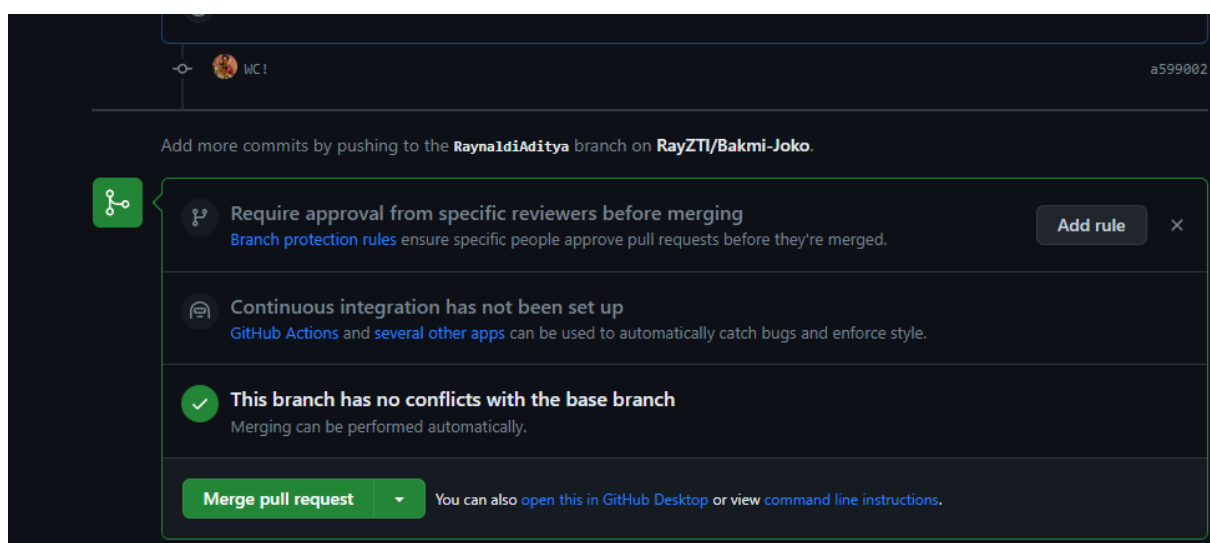 WC!
a599002
Add more commits by pushing to the RaynaldiAditya branch on RayZTI/Bakmi-Joko.
Require approval from specific reviewers before merging
Branch protection rules ensure specific people approve pull requests before they're merged.
Add rule
Continuous integration has not been set up
GitHub Actions and several other apps can be used to automatically catch bugs and enforce style.
This branch has no conflicts with the base branch
Merging can be performed automatically.
Merge pull request
You can also open this in GitHub Desktop or view command line instructions.